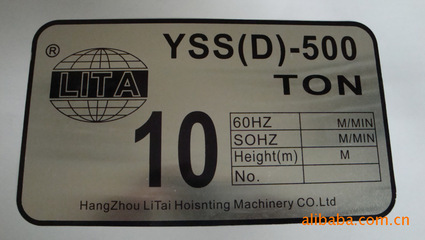 YSS(D)-500
®
LITA
TON
10
60HZ M/MIN
SOHZ M/MIN
Height(m) M
No.
HangZhou LiTai Hoisnting Machinery CO.Ltd
alibaba.com.cn